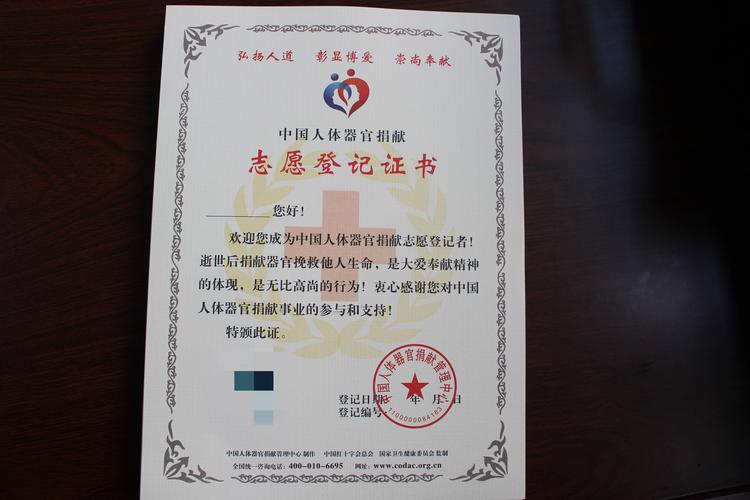 弘扬人道 彰显博爱 崇尚奉献
中国人体器官捐献
志愿登记证书
________您好！
欢迎您成为中国人体器官捐献志愿登记者！
逝世后捐献器官挽救他人生命，是大爱奉献精神
的体现，是无比高尚的行为！衷心感谢您对中国
人体器官捐献事业的参与和支持！
特颁此证。
中国人体器官捐献管理中心
1100000084183
登记日期： 年 月 日
登记编号：
中国人体器官捐献管理中心 制作 中国红十字会总会 国家卫生健康委员会 监制
全国统一咨询电话：400-010-6695 网址：www.codac.org.cn